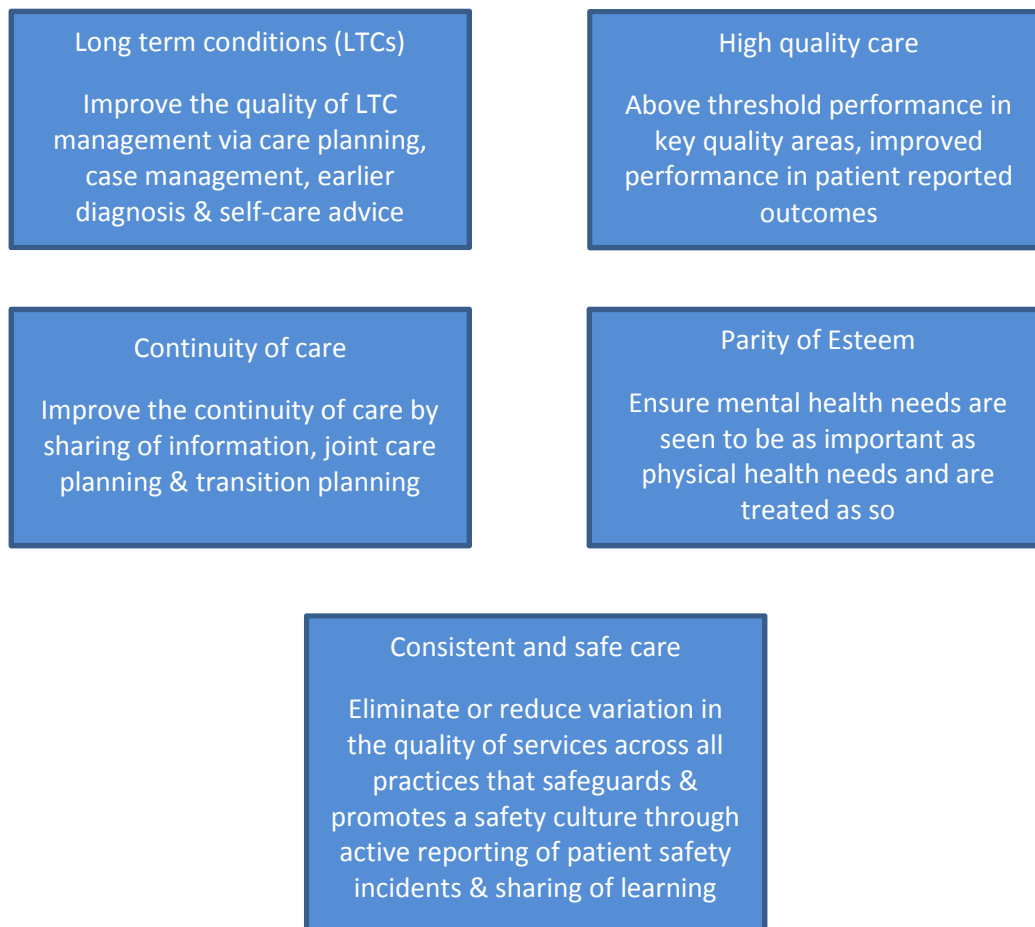 Long term conditions (LTCs)
Improve the quality of LTC
management via care planning,
case management, earlier
diagnosis & self-care advice
High quality care
Above threshold performance in
key quality areas, improved
performance in patient reported
outcomes
Continuity of care
Improve the continuity of care by
sharing of information, joint care
planning & transition planning
Parity of Esteem
Ensure mental health needs are
seen to be as important as
physical health needs and are
treated as so
Consistent and safe care
Eliminate or reduce variation in
the quality of services across all
practices that safeguards &
promotes a safety culture through
active reporting of patient safety
incidents & sharing of learning